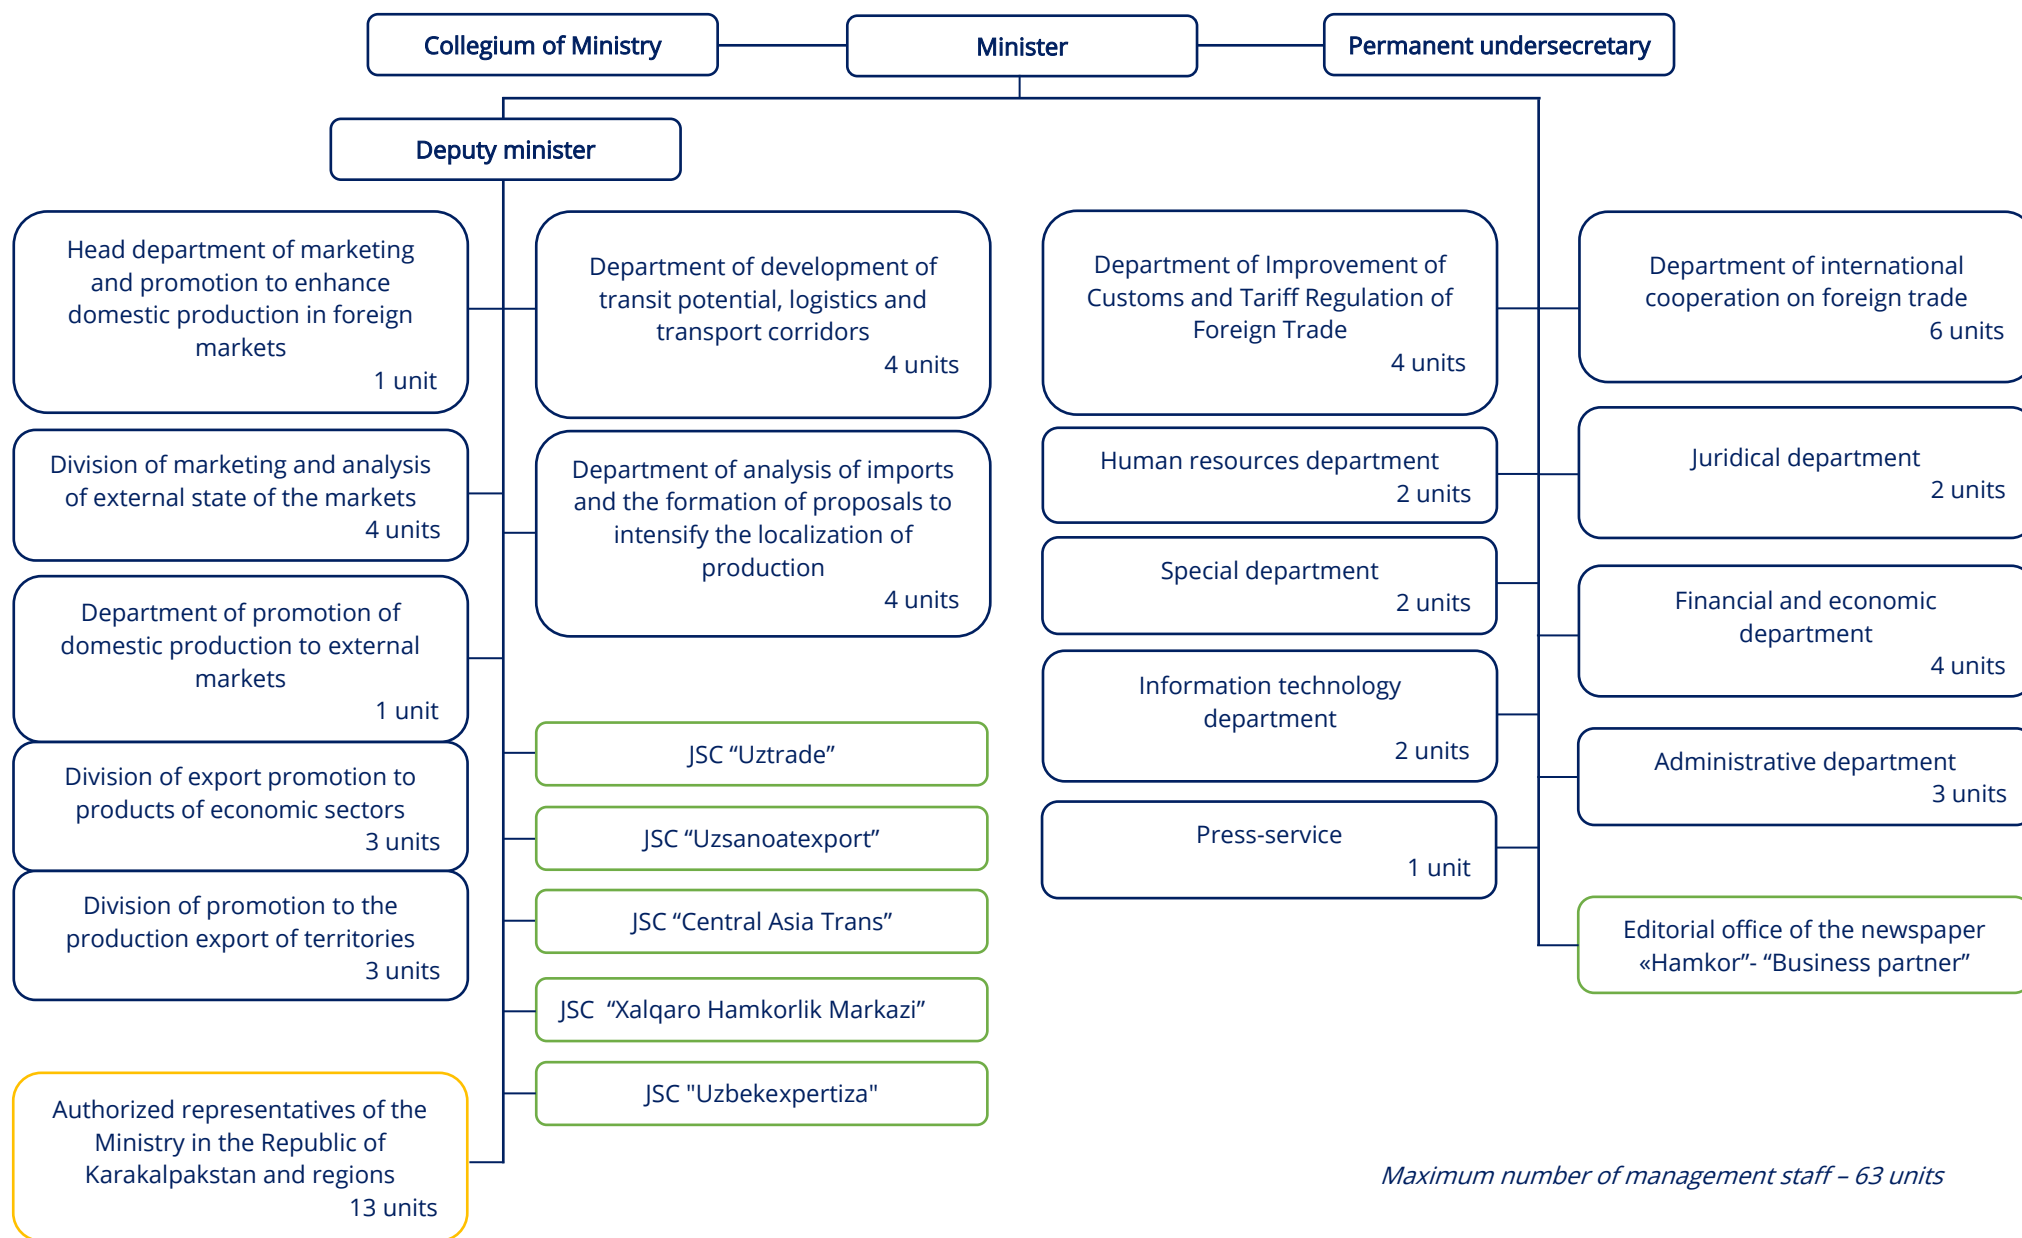 Collegium of Ministry
Minister
Permanent undersecretary
Deputy minister
Head department of marketing
and promotion to enhance
domestic production in foreign
markets
1 unit
Division of marketing and analysis
of external state of the markets
4 units
Department of promotion of
domestic production to external
markets
1 unit
Division of export promotion to
products of economic sectors
3 units
Division of promotion to the
production export of territories
3 units
Authorized representatives of the
Ministry in the Republic of
Karakalpakstan and regions
13 units
Department of development of
transit potential, logistics and
transport corridors
4 units
Department of analysis of imports
and the formation of proposals to
intensify the localization of
production
4 units
JSC “Uztrade”
JSC “Uzsanoatexport”
JSC “Central Asia Trans”
JSC “Xalqaro Hamkorlik Markazi”
JSC "Uzbekexpertiza"
Department of Improvement of
Customs and Tariff Regulation of
Foreign Trade
4 units
Human resources department
2 units
Special department
2 units
Information technology
department
2 units
Press-service
1 unit
Department of international
cooperation on foreign trade
6 units
Juridical department
2 units
Financial and economic
department
4 units
Administrative department
3 units
Editorial office of the newspaper
«Hamkor”- “Business partner”
Maximum number of management staff – 63 units